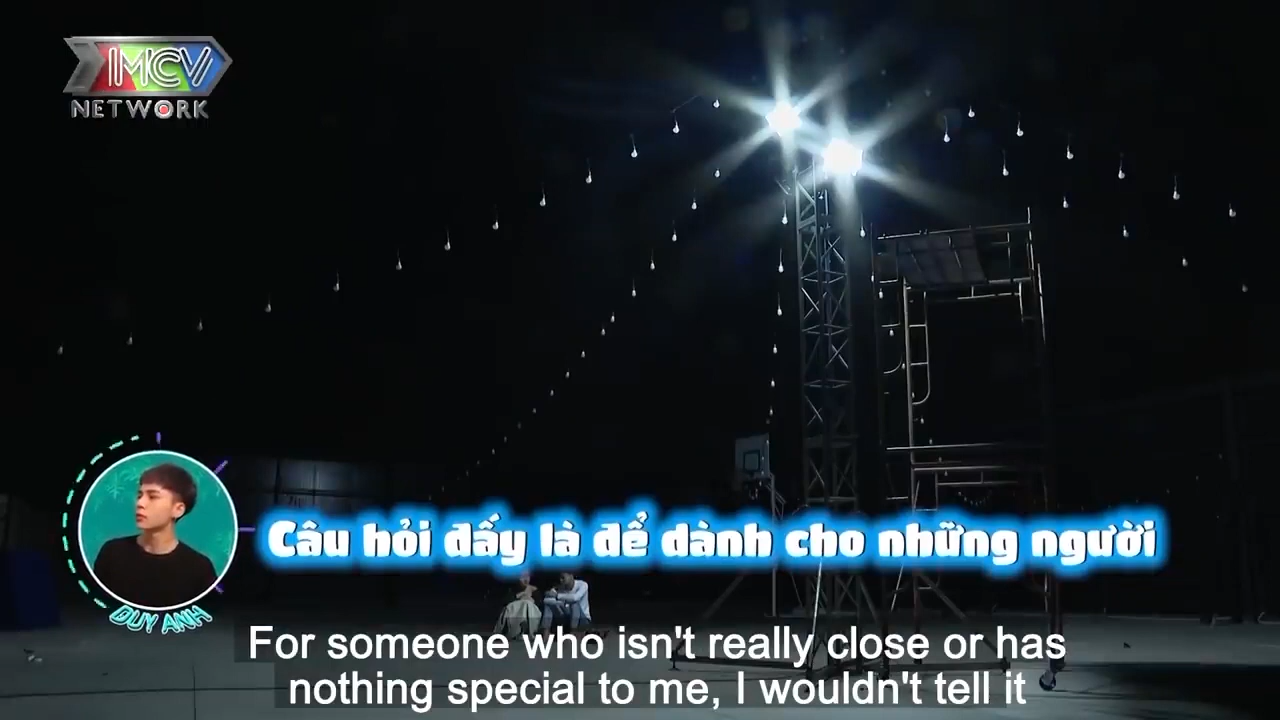 MCV
NETWORK
Câu hỏi đấy là để dành cho những người
DUY ANH
For someone who isn't really close or has
nothing special to me, I wouldn't tell it